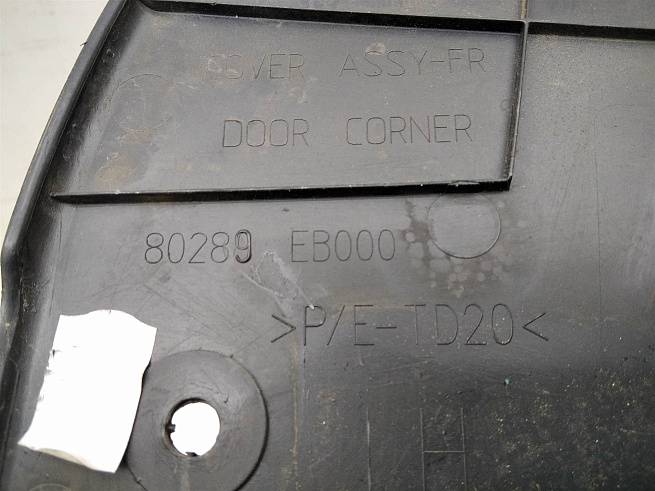 COVER ASSY-FR
DOOR CORNER
80289 EB000
>P/E-TD20<
H